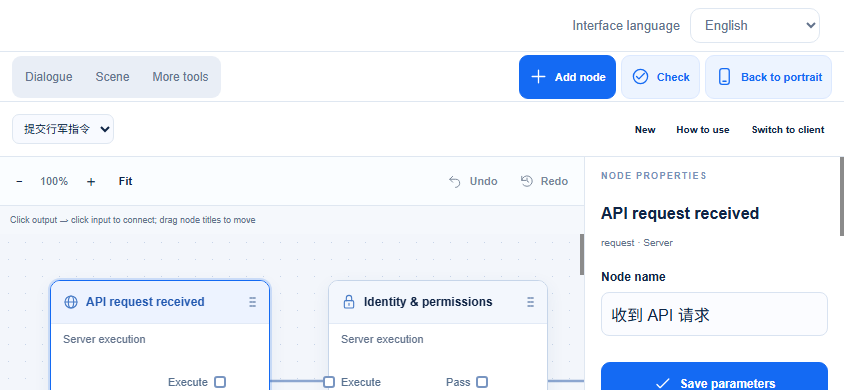 Interface language English
Dialogue Scene More tools Add node Check Back to portrait
提交行军指令 New How to use Switch to client
- 100% + Fit Undo Redo
Click output → click input to connect; drag node titles to move
NODE PROPERTIES
API request received
request · Server
Node name
收到 API 请求
Save parameters
API request received
Server execution
Execute
Identity & permissions
Server execution
Execute Pass